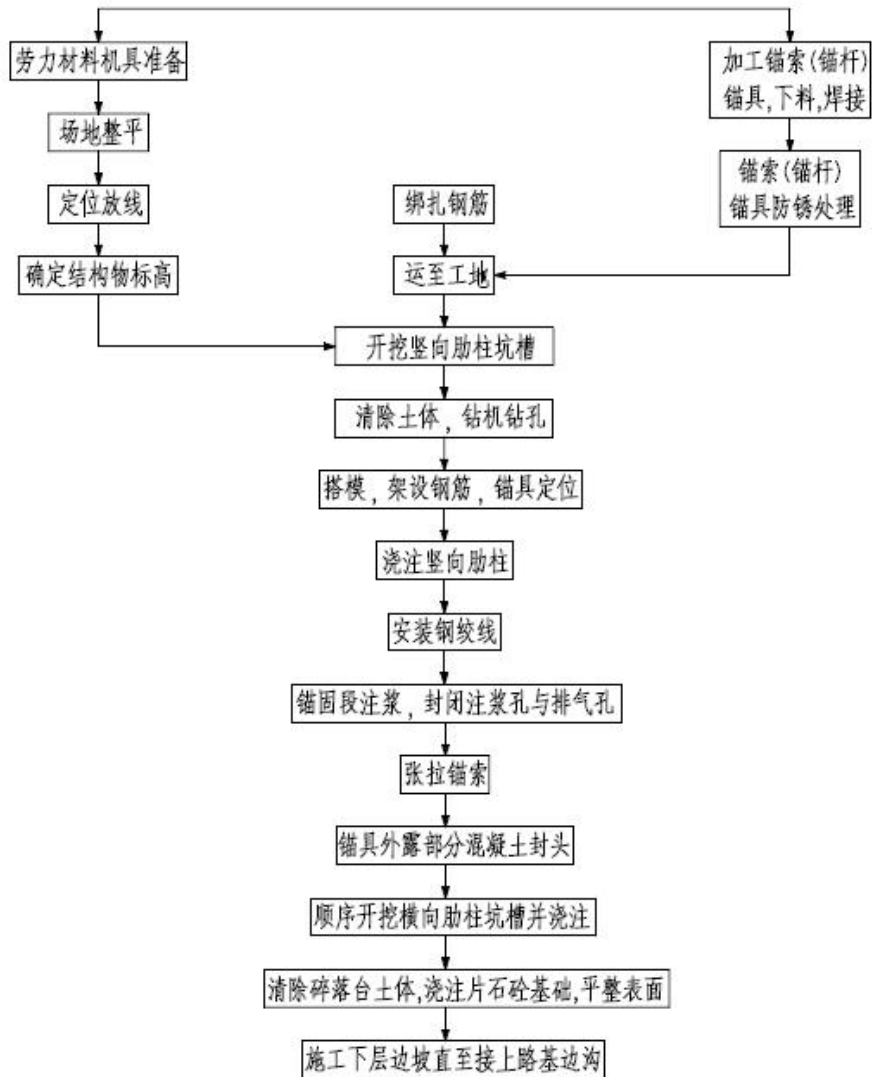 劳力材料机具准备
加工锚索(锚杆)
锚具,下料,焊接
场地整平
锚索(锚杆)
锚具防锈处理
定位放线
绑扎钢筋
确定结构物标高
运至工地
开挖竖向肋柱坑槽
清除土体，钻机钻孔
搭模，架设钢筋，锚具定位
浇注竖向肋柱
安装钢绞线
锚固段注浆，封闭注浆孔与排气孔
张拉锚索
锚具外露部分混凝土封头
顺序开挖横向肋柱坑槽并浇注
清除碎落台土体,浇注片石砼基础,平整表面
施工下层边坡直至接上路基边沟